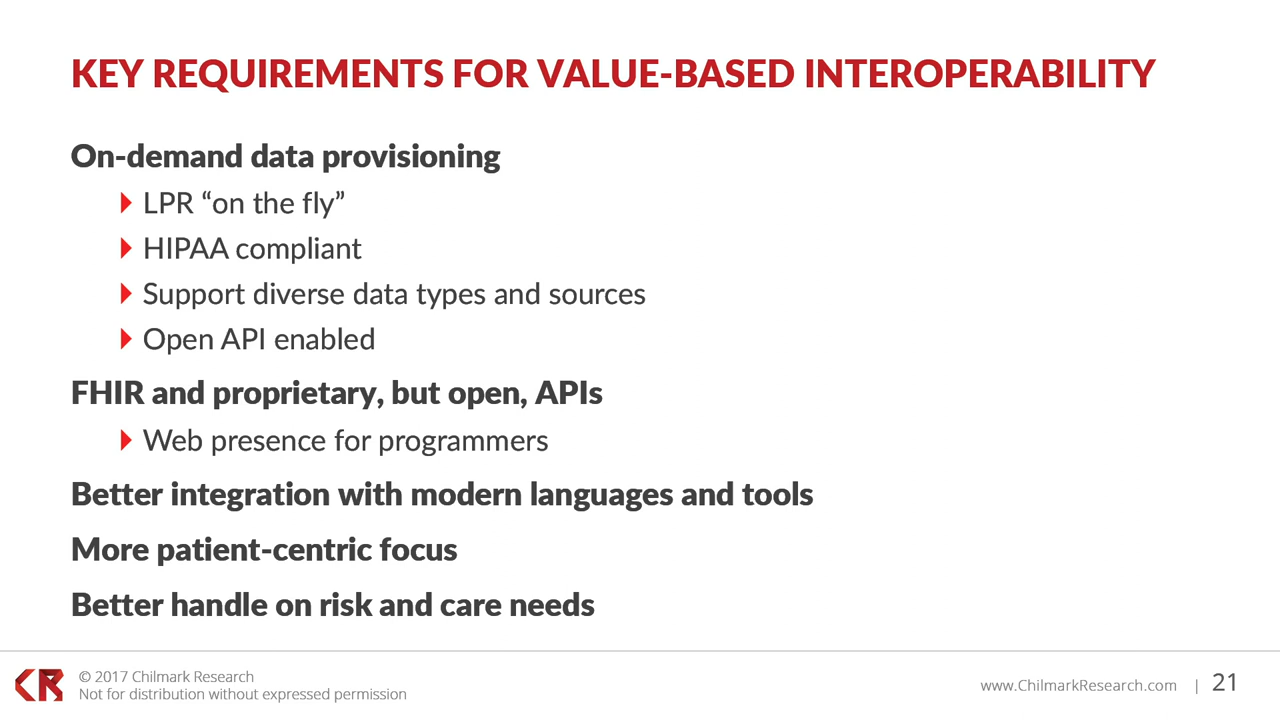 KEY REQUIREMENTS FOR VALUE-BASED INTEROPERABILITY
On-demand data provisioning
LPR “on the fly”
HIPAA compliant
Support diverse data types and sources
Open API enabled
FHIR and proprietary, but open, APIs
Web presence for programmers
Better integration with modern languages and tools
More patient-centric focus
Better handle on risk and care needs
CR
© 2017 Chilmark Research
Not for distribution without expressed permission
www.ChilmarkResearch.com | 21